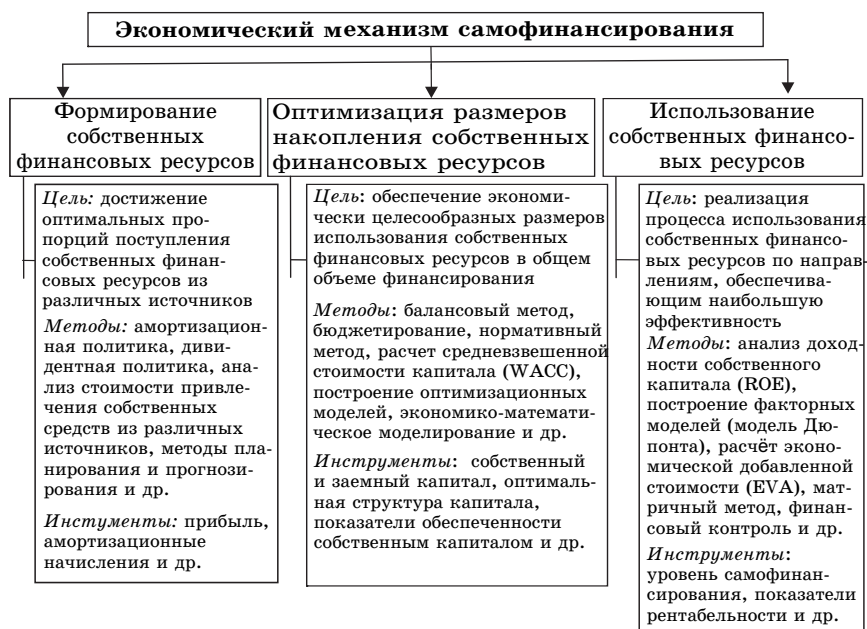 Экономический механизм самофинансирования
Формирование
собственных
финансовых ресурсов
Цель: достижение
оптимальных про-
порций поступления
собственных финан-
совых ресурсов из
различных источников
Методы: амортизацион-
ная политика, диви-
дентная политика, ана-
лиз стоимости привле-
чения собственных
средств из различных
источников, методы пла-
нирования и прогнози-
рования и др.
Инстументы: прибыль,
амортизационные
начисления и др.
Оптимизация размеров
накопления собственных
финансовых ресурсов
Цель: обеспечение экономи-
чески целесообразных размеров
использования собственных
финансовых ресурсов в общем
объеме финансирования
Методы: балансовый метод,
бюджетирование, нормативный
метод, расчет средневзвешенной
стоимости капитала (WACC),
построение оптимизационных
моделей, экономико-математи-
ческое моделирование и др.
Инструменты: собственный
и заемный капитал, оптималь-
ная структура капитала,
показатели обеспеченности
собственным капиталом и др.
Использование
собственных финансо-
вых ресурсов
Цель: реализация
процесса использования
собственных финансо-
вых ресурсов по направ-
лениям, обеспечива-
ющим наибольшую
эффективность
Методы: анализ доход-
ности собственного
капитала (ROE),
построение факторных
моделей (модель Дю-
понта), расчёт эконо-
мической добавленной
стоимости (EVA), мат-
ричный метод, финан-
совый контроль и др.
Инструменты:
уровень самофинан-
сирования, показатели
рентабельности и др.